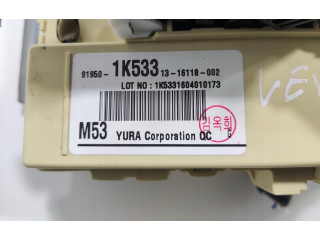 91950- 1K533 13-16118-002
LOT NO : 1K5331604010173
M53 YURA Corporation QC